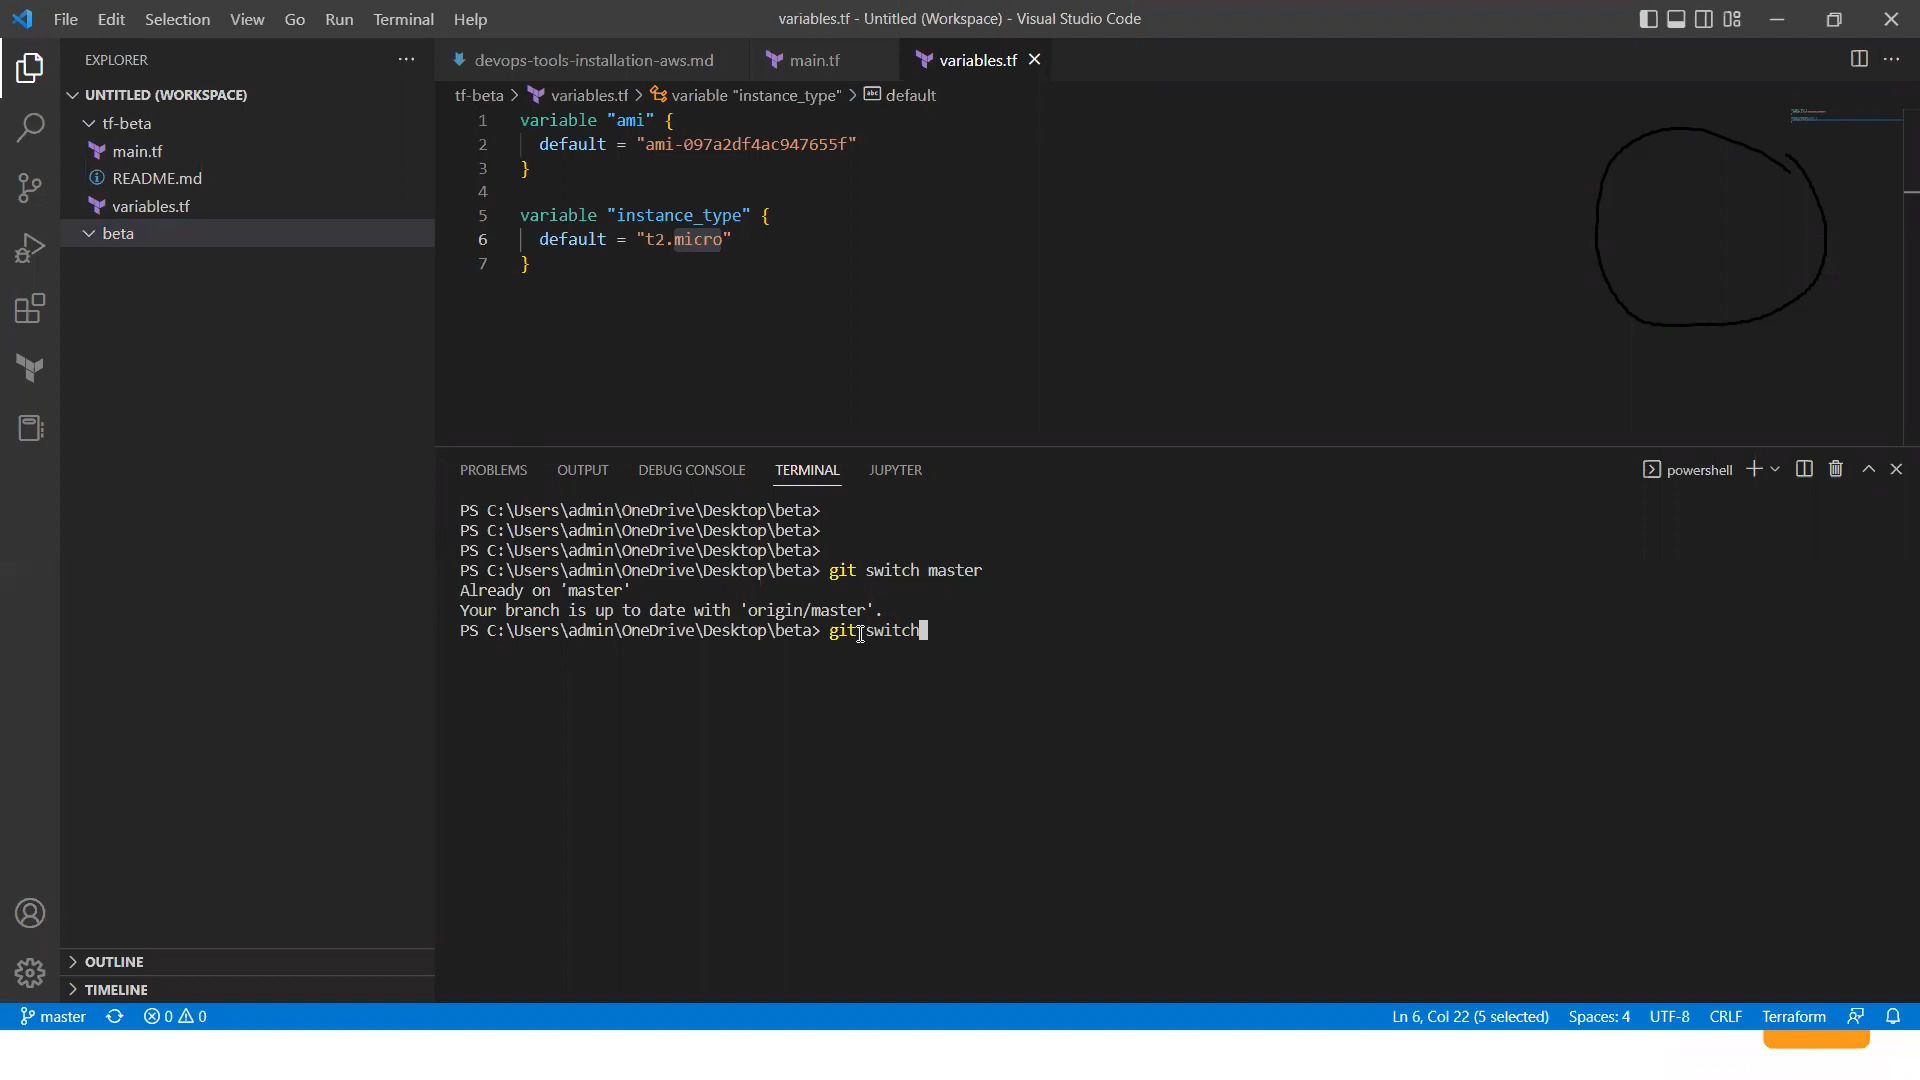 File Edit Selection View Go Run Terminal Help
variables.tf - Untitled (Workspace) - Visual Studio Code
EXPLORER
UNTITLED (WORKSPACE)
tf-beta
main.tf
README.md
variables.tf
beta
OUTLINE
TIMELINE
devops-tools-installation-aws.md main.tf variables.tf
tf-beta > variables.tf > variable "instance_type" > default
1 variable "ami" {
2 default = "ami-097a2df4ac947655f"
3 }
4
5 variable "instance_type" {
6 default = "t2.micro"
7 }
PROBLEMS OUTPUT DEBUG CONSOLE TERMINAL JUPYTER
powershell
PS C:\Users\admin\OneDrive\Desktop\beta>
PS C:\Users\admin\OneDrive\Desktop\beta>
PS C:\Users\admin\OneDrive\Desktop\beta>
PS C:\Users\admin\OneDrive\Desktop\beta> git switch master
Already on 'master'
Your branch is up to date with 'origin/master'.
PS C:\Users\admin\OneDrive\Desktop\beta> git switch
master 0 0 Ln 6, Col 22 (5 selected) Spaces: 4 UTF-8 CRLF Terraform